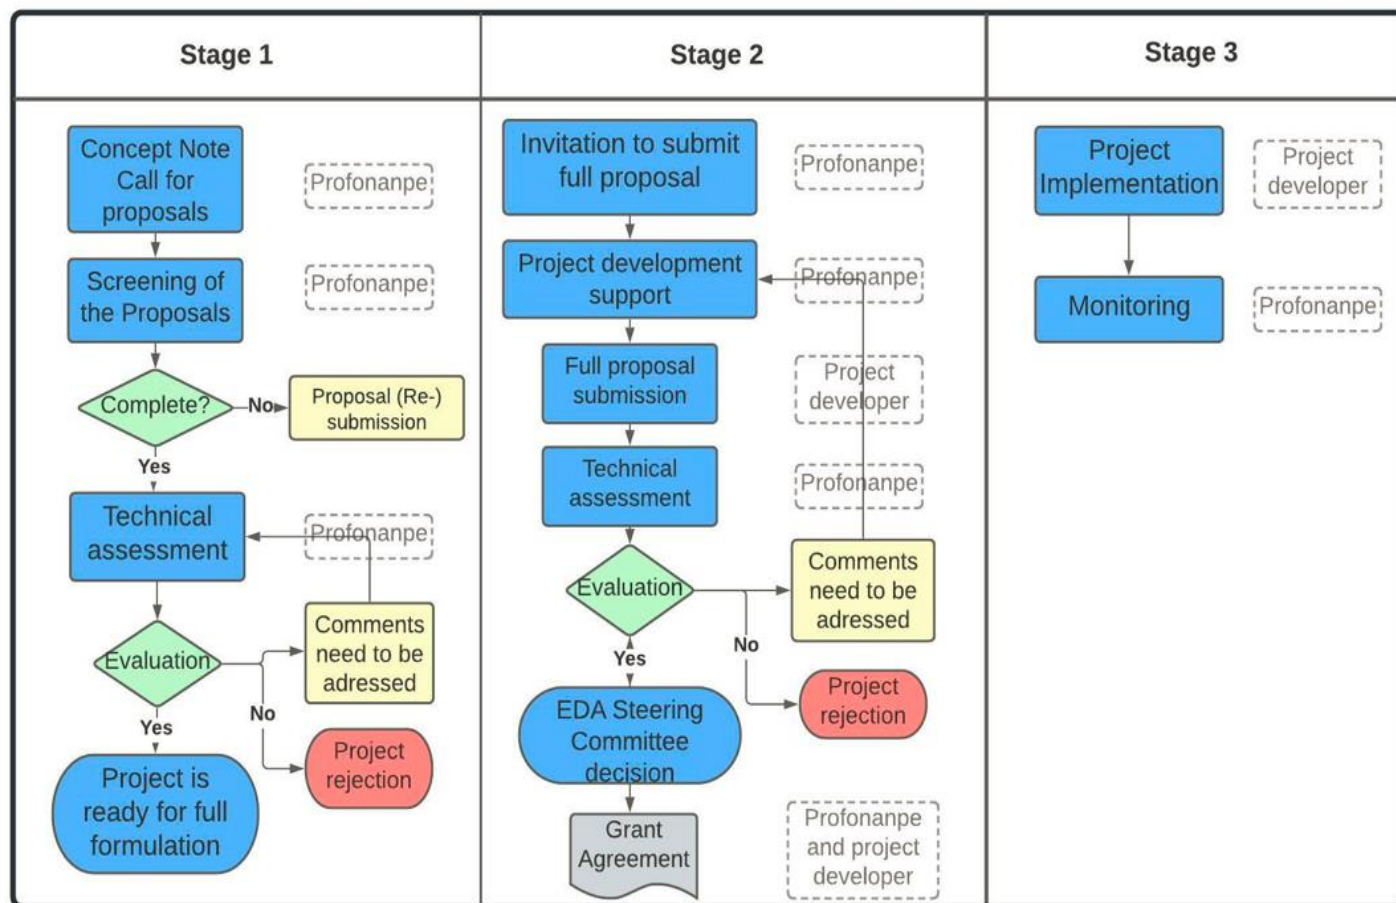 Stage 1
Stage 2
Stage 3
Concept Note
Call for
proposals
Profonanpe
Screening of
the Proposals
Profonanpe
Complete?
No
Proposal (Re-)
submission
Yes
Technical
assessment
Profonanpe
Evaluation
Comments
need to be
adressed
No
Yes
Project
rejection
Project is
ready for full
formulation
Invitation to submit
full proposal
Profonanpe
Project development
support
Profonanpe
Full proposal
submission
Project
developer
Technical
assessment
Profonanpe
Evaluation
Comments
need to be
adressed
No
Yes
Project
rejection
EDA Steering
Committee
decision
Grant
Agreement
Profonanpe
and project
developer
Project
Implementation
Project
developer
Monitoring
Profonanpe